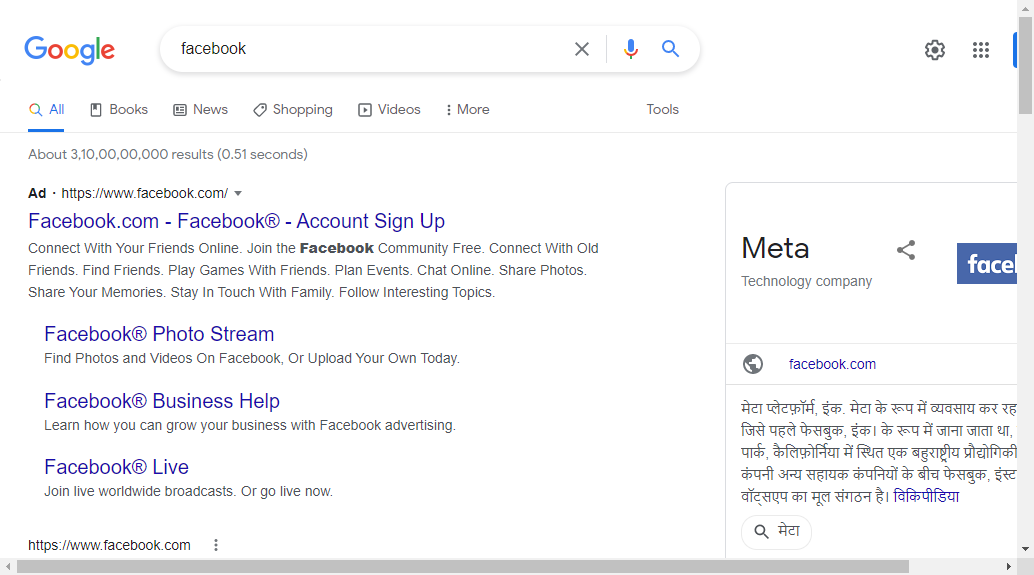 Google
facebook
All
Books
News
Shopping
Videos
More
Tools
About 3,10,00,00,000 results (0.51 seconds)
Ad · https://www.facebook.com/
Facebook.com - Facebook® - Account Sign Up
Connect With Your Friends Online. Join the Facebook Community Free. Connect With Old
Friends. Find Friends. Play Games With Friends. Plan Events. Chat Online. Share Photos.
Share Your Memories. Stay In Touch With Family. Follow Interesting Topics.
Facebook® Photo Stream
Find Photos and Videos On Facebook, Or Upload Your Own Today.
Facebook® Business Help
Learn how you can grow your business with Facebook advertising.
Facebook® Live
Join live worldwide broadcasts. Or go live now.
https://www.facebook.com
Meta
Technology company
facebook.com
मेटा प्लेटफ़ॉर्म, इंक. मेटा के रूप में व्यवसाय कर
जिसे पहले फेसबुक, इंक। के रूप में जाना जाता था,
पार्क, कैलिफ़ोर्निया में स्थित एक बहुराष्ट्रीय
कंपनी अन्य सहायक कंपनियों के बीच फेसबुक,
वॉट्सएप का मूल संगठन है। विकिपीडिया
मेटा